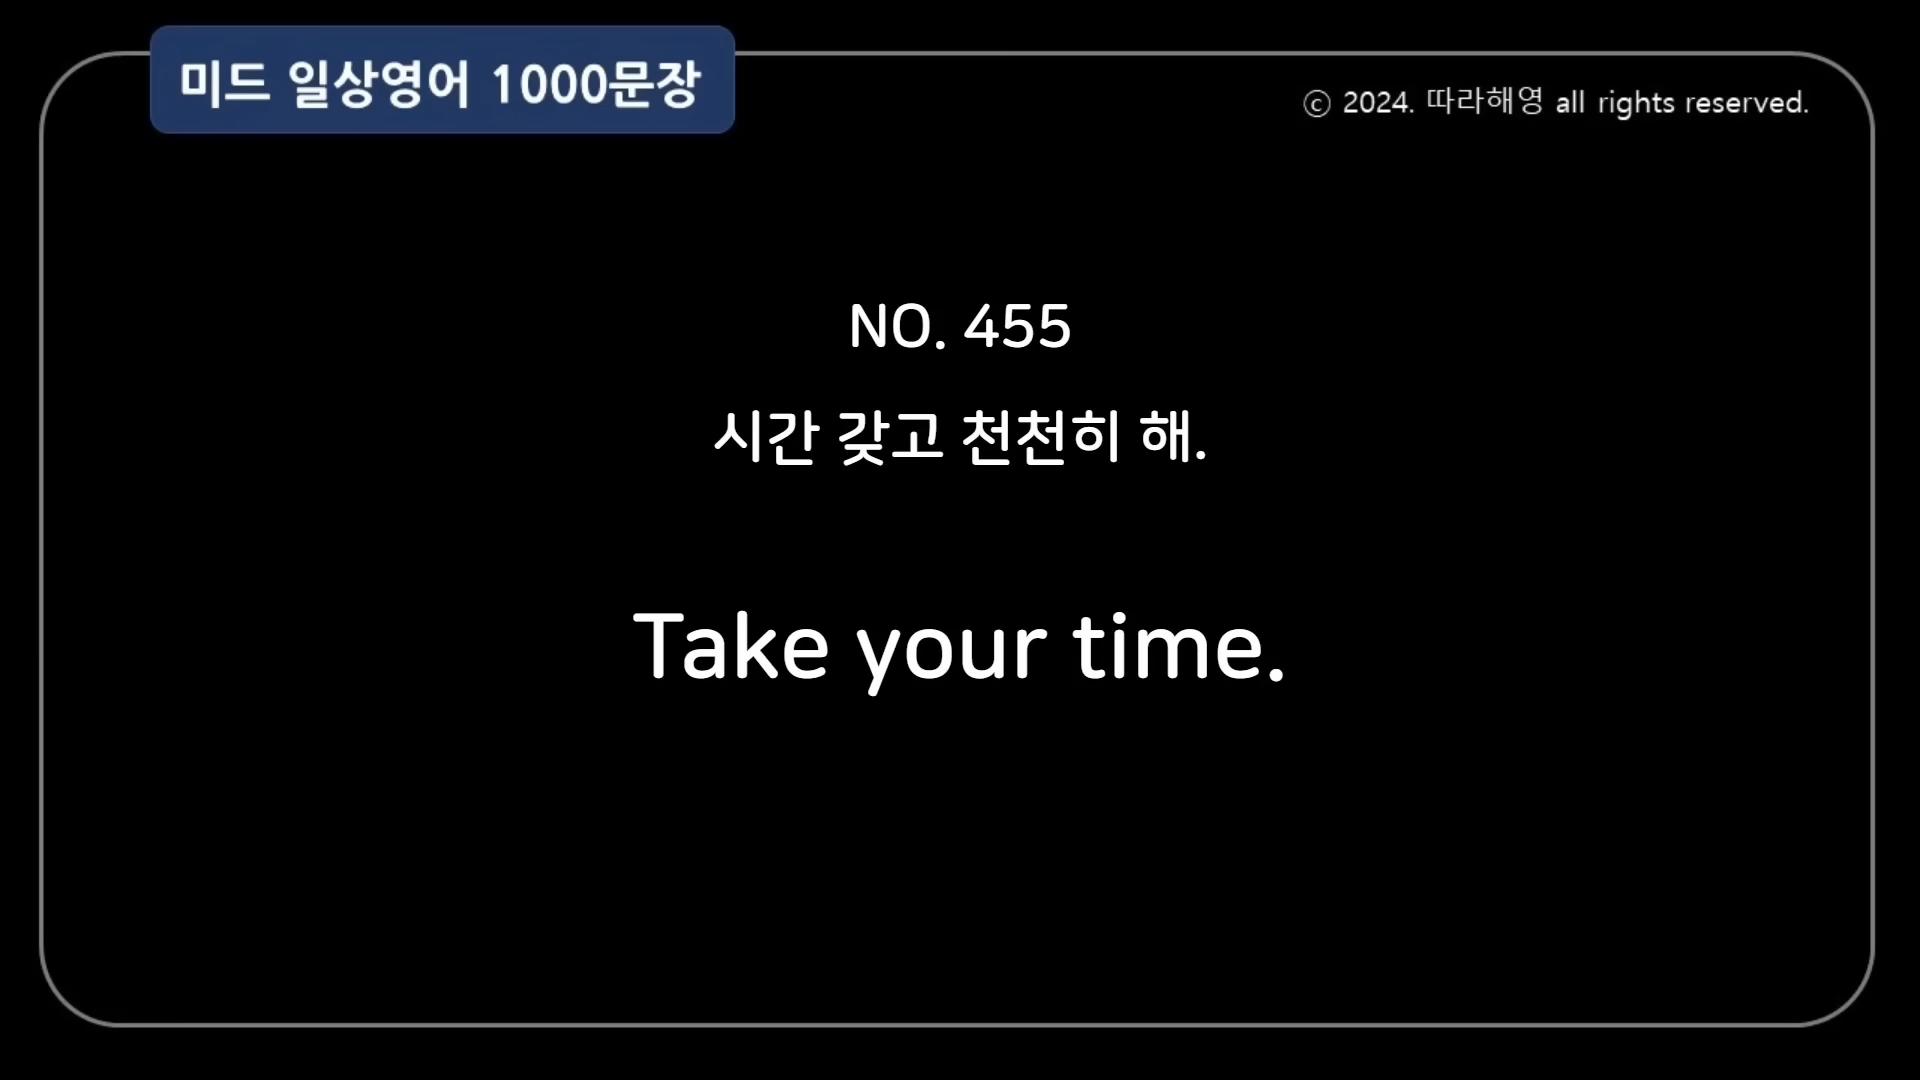 미드 일상영어 1000문장
ⓒ 2024. 따라해영 all rights reserved.
NO. 455
시간 갖고 천천히 해.
Take your time.